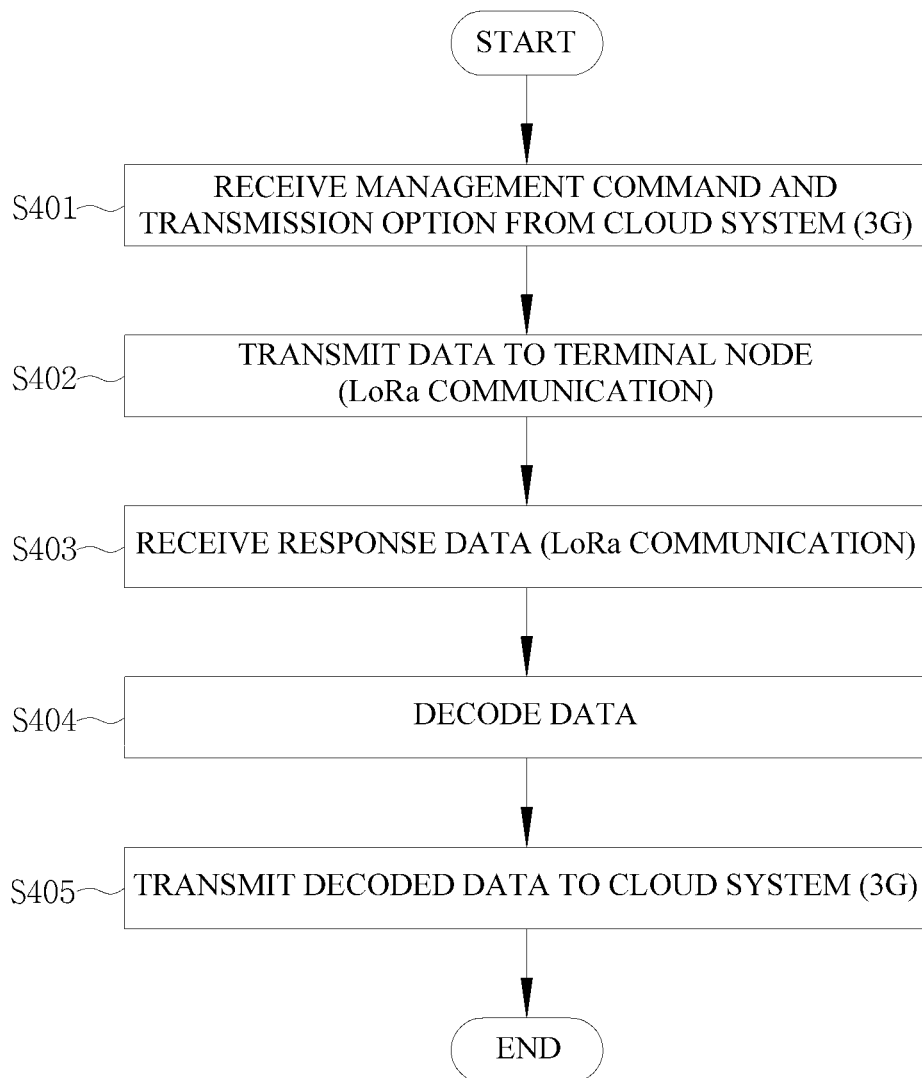 START
S401
RECEIVE MANAGEMENT COMMAND AND
TRANSMISSION OPTION FROM CLOUD SYSTEM (3G)
S402
TRANSMIT DATA TO TERMINAL NODE
(LoRa COMMUNICATION)
S403
RECEIVE RESPONSE DATA (LoRa COMMUNICATION)
S404
DECODE DATA
S405
TRANSMIT DECODED DATA TO CLOUD SYSTEM (3G)
END